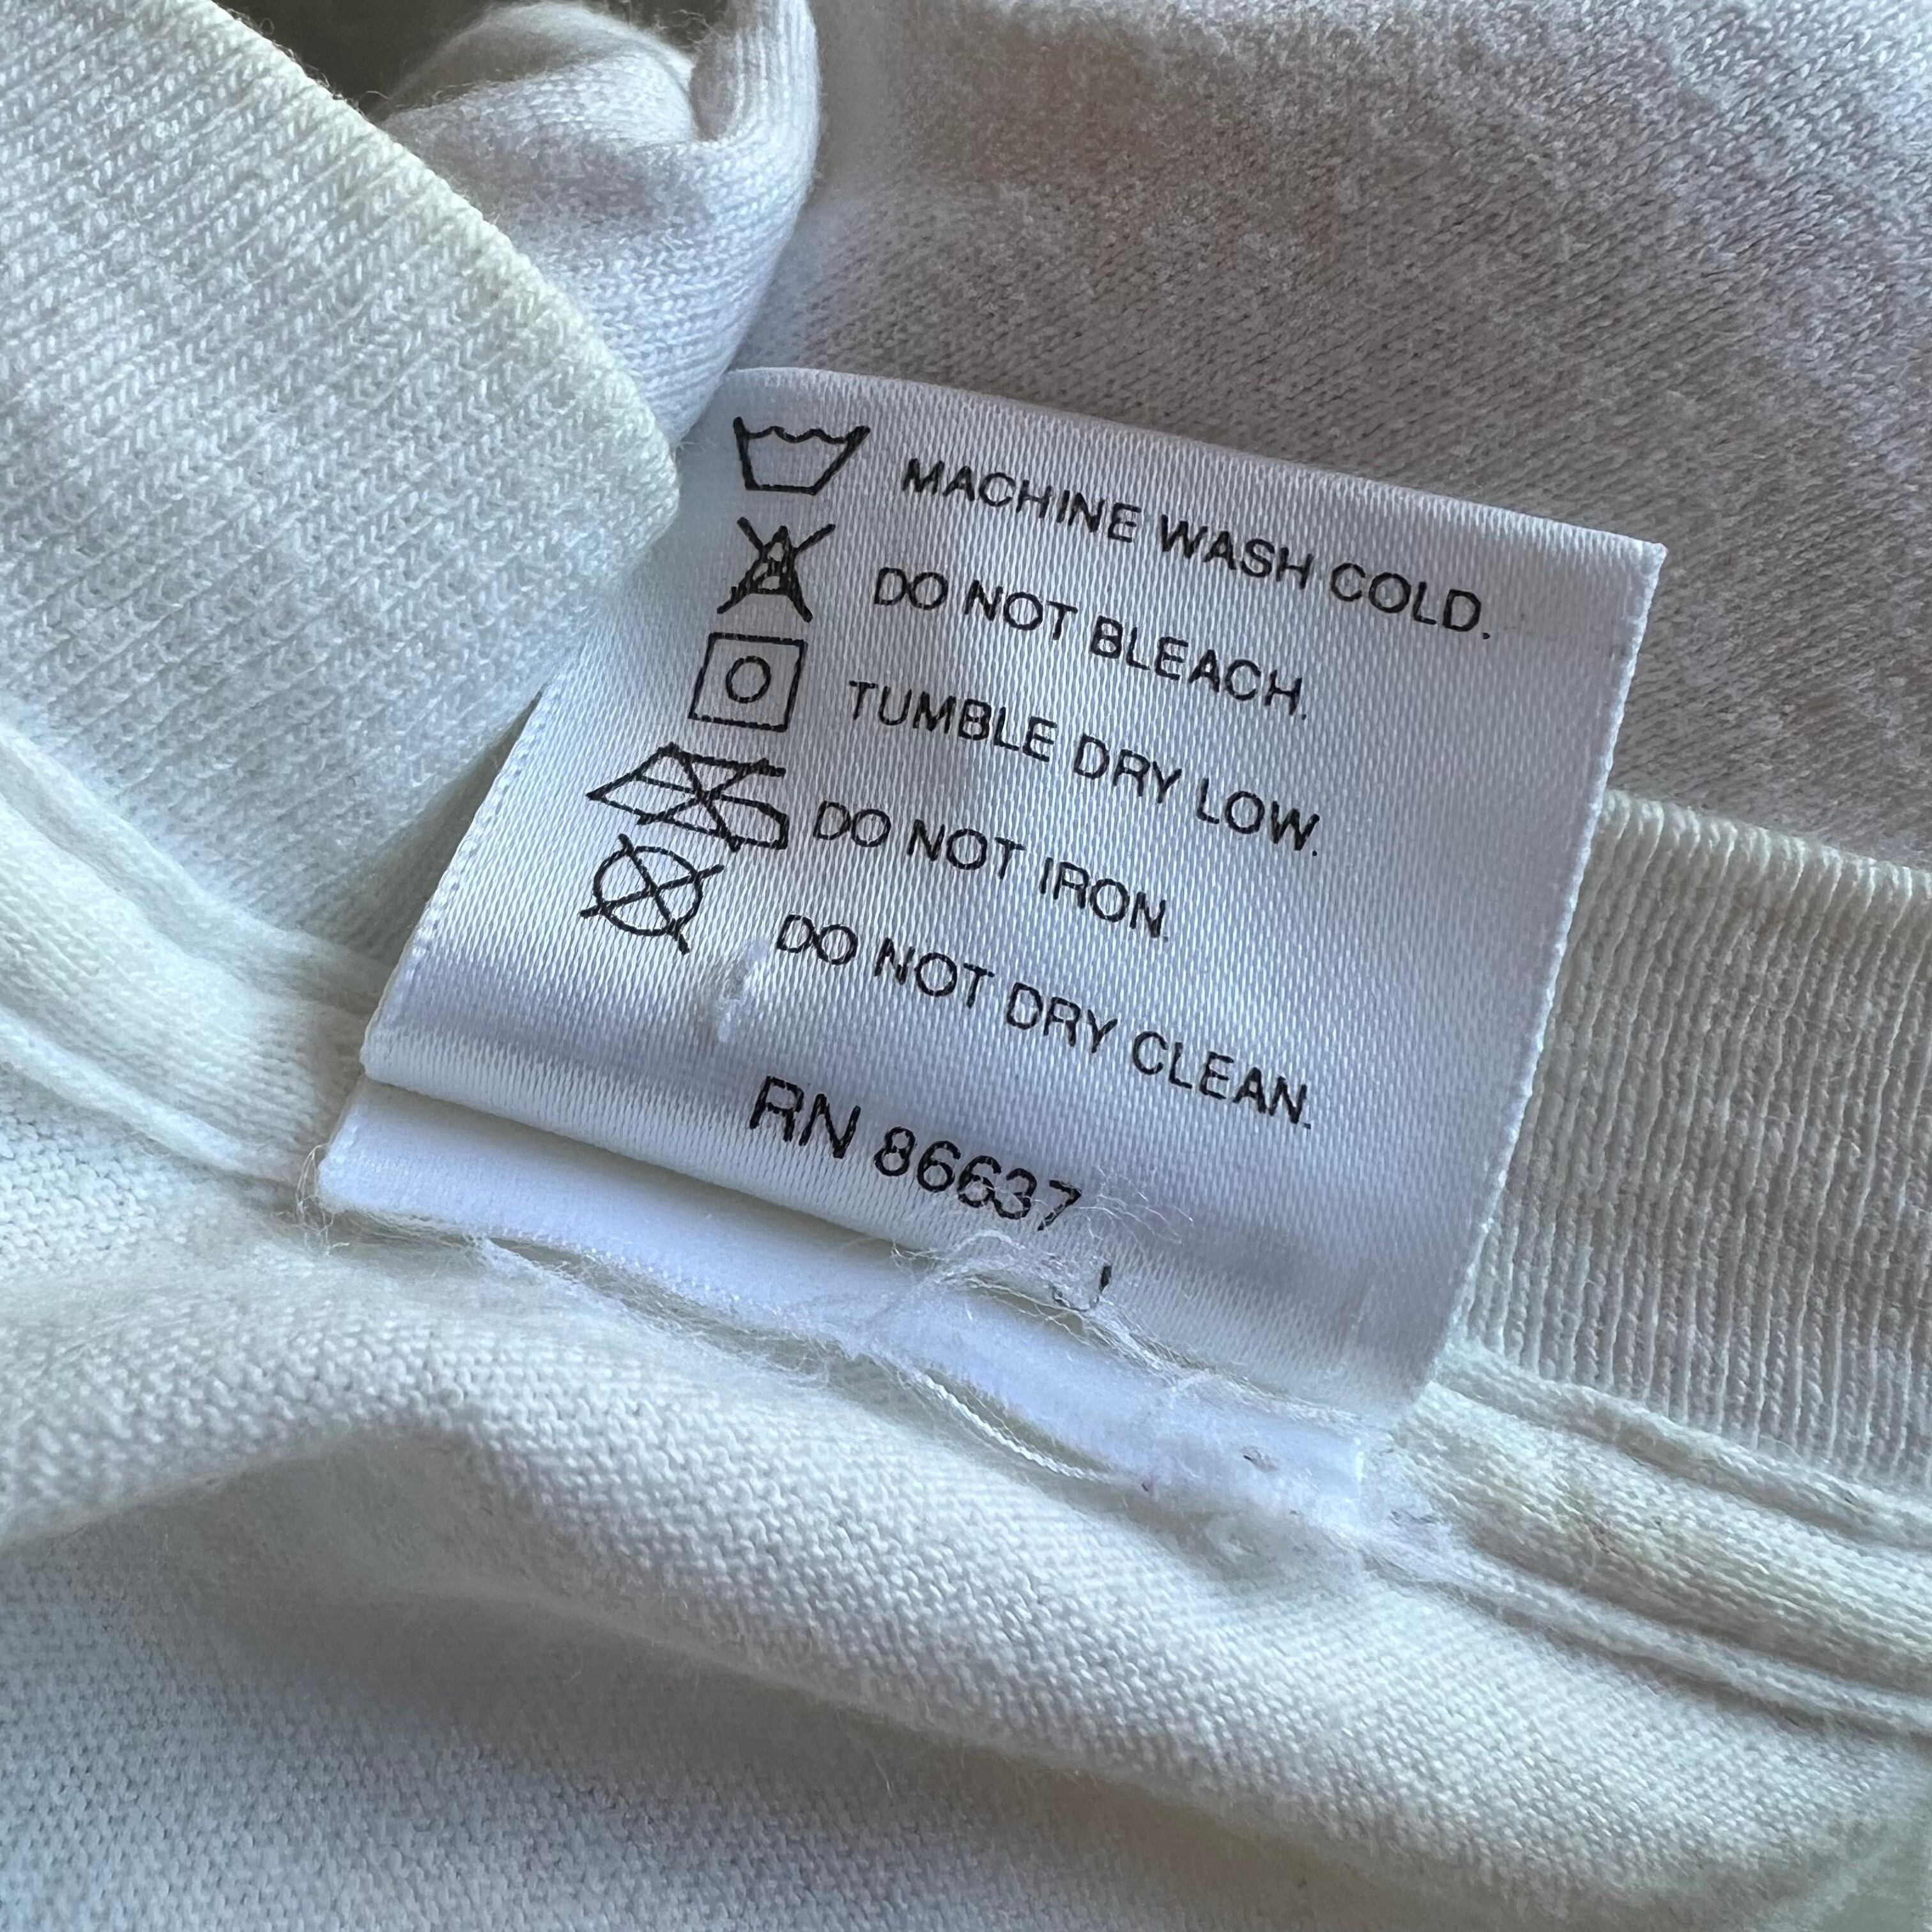 MACHINE WASH COLD.
DO NOT BLEACH.
TUMBLE DRY LOW.
DO NOT IRON.
DO NOT DRY CLEAN.
RN 86637